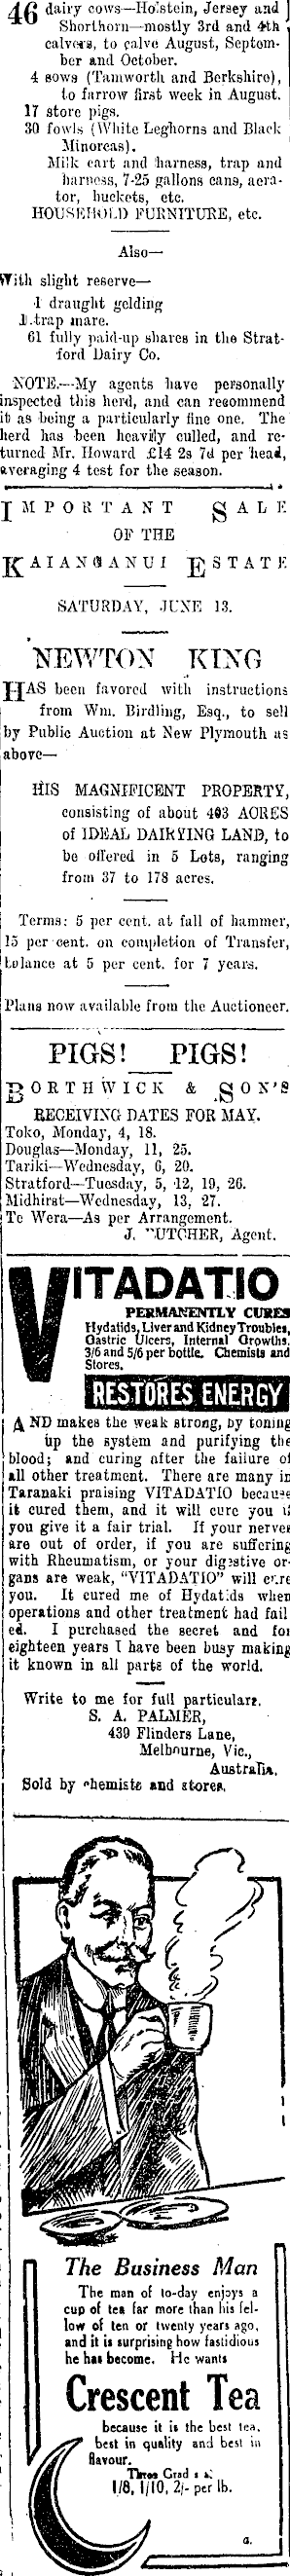 46 dairy cows—Holstein, Jersey and
Shorthorn—mostly 3rd and 4th
calvers, to calve August, Septem-
ber and October.
4 sows (Tamworth and Berkshire),
to farrow first week in August.
17 store pigs.
30 fowls (White Leghorns and Black
Minorcas).
Milk cart and harness, trap and
harness, 7-25 gallons cans, aera-
tor, buckets, etc.
HOUSEHOLD FURNITURE, etc.
Also—
With slight reserve—
1 draught gelding
1 trap mare.
61 fully paid-up shares in the Strat-
ford Dairy Co.
NOTE.—My agents have personally
inspected this herd, and can recommend
it as being a particularly fine one. The
herd has been heavily culled, and re-
turned Mr. Howard £14 2s 7d per head,
averaging 4 test for the season.
IMPORTANT SALE
OF THE
KAIANGANUI ESTATE
SATURDAY, JUNE 13.
NEWTON KING
HAS been favored with instructions
from Wm. Birdling, Esq., to sell
by Public Auction at New Plymouth as
above—
HIS MAGNIFICENT PROPERTY,
consisting of about 403 ACRES
of IDEAL DAIRYING LAND, to
be offered in 5 Lots, ranging
from 37 to 178 acres.
Terms: 5 per cent. at fall of hammer,
15 per cent. on completion of Transfer,
balance at 5 per cent. for 7 years.
Plans now available from the Auctioneer.
PIGS! PIGS!
BORTHWICK & SON'S
RECEIVING DATES FOR MAY.
Toko, Monday, 4, 18.
Douglas—Monday, 11, 25.
Tariki—Wednesday, 6, 20.
Stratford—Tuesday, 5, 12, 19, 26.
Midhirst—Wednesday, 13, 27.
Te Wera—As per Arrangement.
J. BUTCHER, Agent.
VITADATIO
PERMANENTLY CURES
Hydatids, Liver and Kidney Troubles,
Gastric Ulcers, Internal Growths.
3/6 and 5/6 per bottle. Chemists and
Stores.
RESTORES ENERGY
AND makes the weak strong, by toning
up the system and purifying the
blood; and curing after the failure of
all other treatment. There are many in
Taranaki praising VITADATIO because
it cured them, and it will cure you if
you give it a fair trial. If your nerves
are out of order, if you are suffering
with Rheumatism, or your digestive or-
gans are weak, "VITADATIO" will cure
you. It cured me of Hydatids when
operations and other treatment had fail-
ed. I purchased the secret and for
eighteen years I have been busy making
it known in all parts of the world.
Write to me for full particulars.
S. A. PALMER,
439 Flinders Lane,
Melbourne, Vic.,
Australia.
Sold by chemists and stores.
The Business Man
The man of to-day enjoys a
cup of tea far more than his fel-
low of ten or twenty years ago,
and it is surprising how fastidious
he has become. He wants
Crescent Tea
because it is the best tea,
best in quality and best in
flavour.
Three Grades:
1/8, 1/10, 2/- per lb.